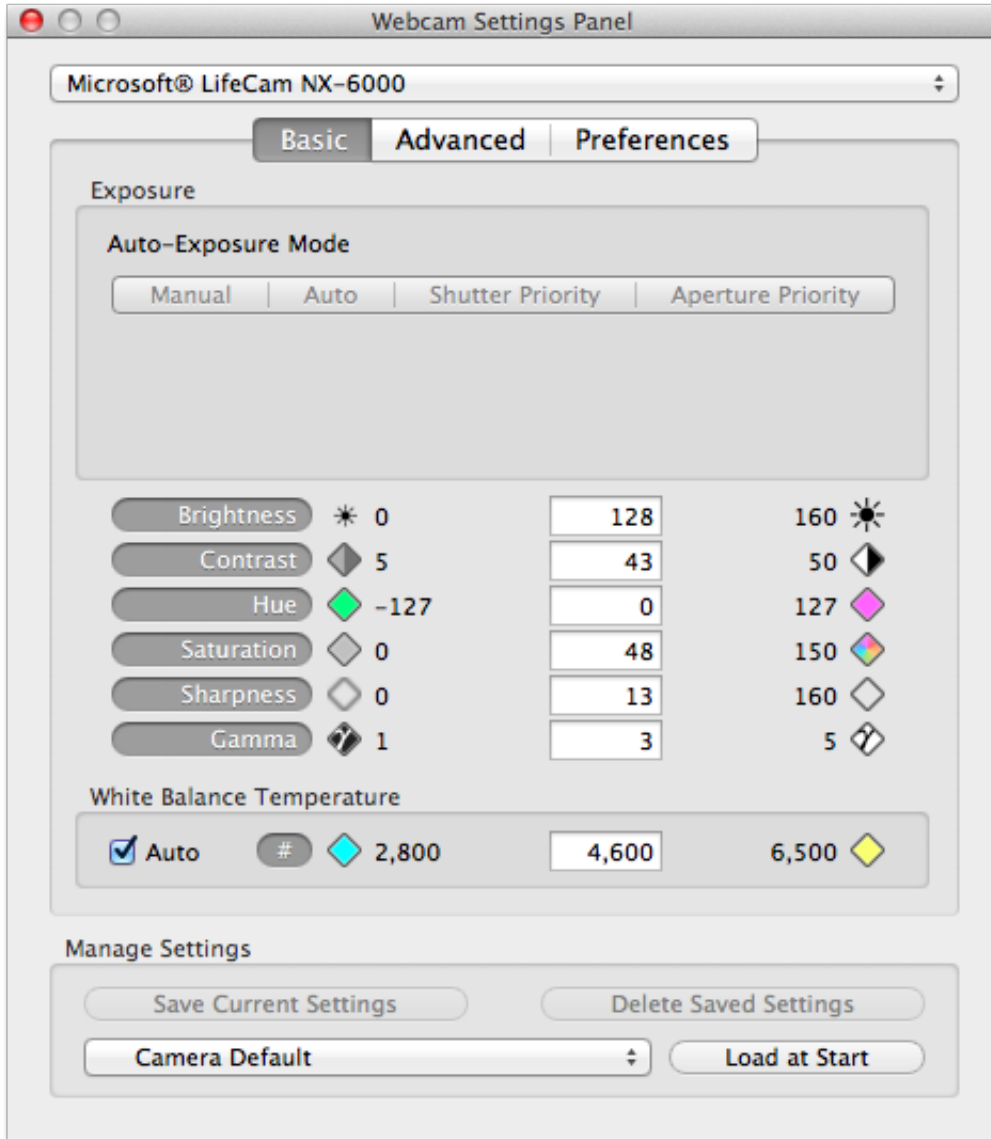 Webcam Settings Panel
Microsoft® LifeCam NX-6000
Basic Advanced Preferences
Exposure
Auto-Exposure Mode
Manual Auto Shutter Priority Aperture Priority
Brightness 0 128 160
Contrast 5 43 50
Hue -127 0 127
Saturation 0 48 150
Sharpness 0 13 160
Gamma 1 3 5
White Balance Temperature
Auto # 2,800 4,600 6,500
Manage Settings
Save Current Settings Delete Saved Settings
Camera Default Load at Start